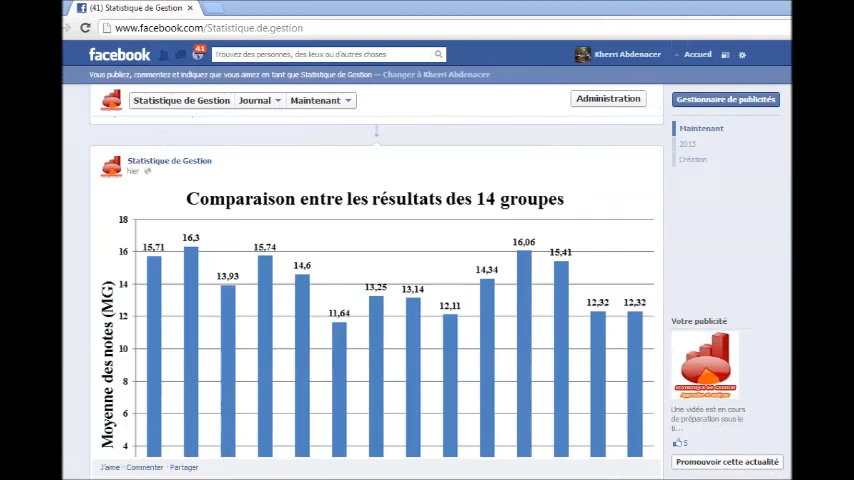 (41) Statistique de Gestion ×
www.facebook.com/Statistique.de.gestion
facebook
41
Trouvez des personnes, des lieux ou d'autres choses
Kherri Abdenacer
Accueil
Vous publiez, commentez et indiquez que vous aimez en tant que Statistique de Gestion — Changer à Kherri Abdenacer
Statistique de Gestion
Journal
Maintenant
Administration
Gestionnaire de publicités
Maintenant
2013
Création
Statistique de Gestion
hier
Comparaison entre les résultats des 14 groupes
Moyenne des notes (MG)
18
16
14
12
10
8
6
4
15,71
16,3
13,93
15,74
14,6
11,64
13,25
13,14
12,11
14,34
16,06
15,41
12,32
12,32
J'aime · Commenter · Partager
Votre publicité
STATISTIQUE DE GESTION
Une vidéo est en cours
de préparation sous le
ti...
5
Promouvoir cette actualité